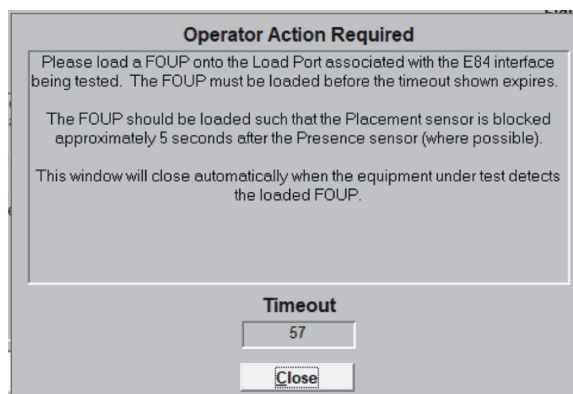 Operator Action Required
Please load a FOUP onto the Load Port associated with the E84 interface
being tested. The FOUP must be loaded before the timeout shown expires.
The FOUP should be loaded such that the Placement sensor is blocked
approximately 5 seconds after the Presence sensor (where possible).
This window will close automatically when the equipment under test detects
the loaded FOUP.
Timeout
57
Close